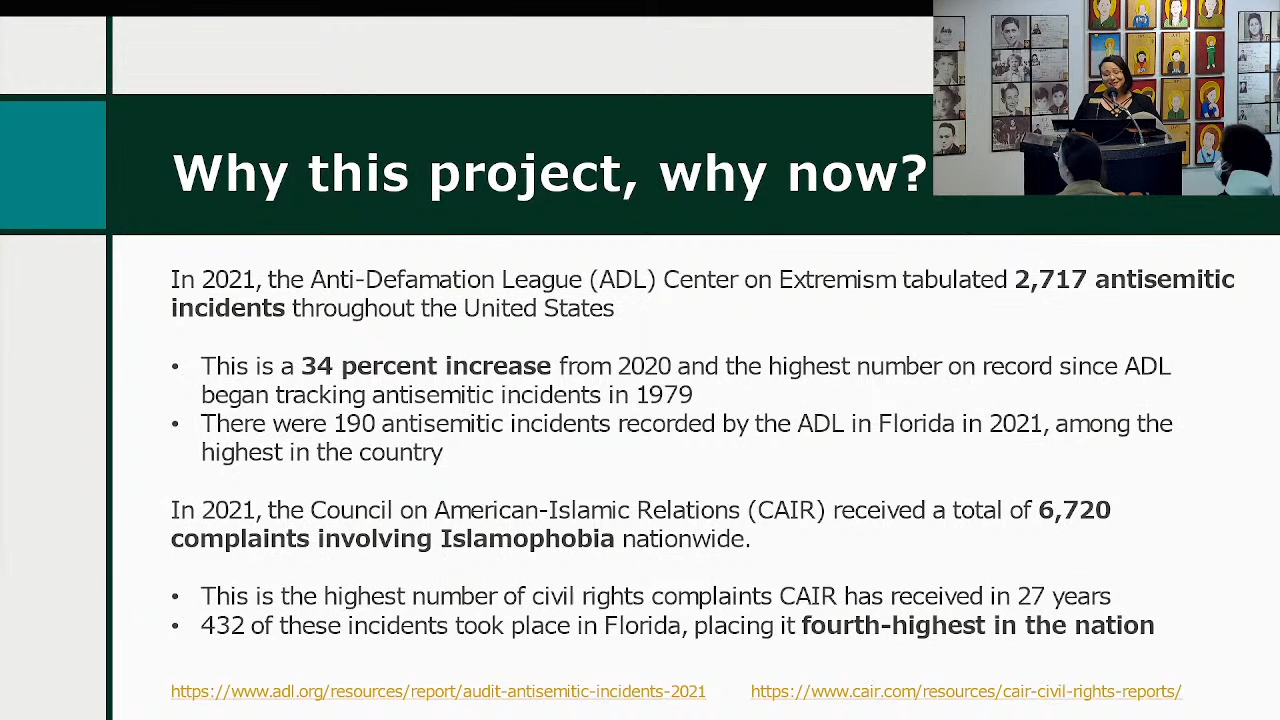 Why this project, why now?
In 2021, the Anti-Defamation League (ADL) Center on Extremism tabulated 2,717 antisemitic
incidents throughout the United States
• This is a 34 percent increase from 2020 and the highest number on record since ADL
began tracking antisemitic incidents in 1979
• There were 190 antisemitic incidents recorded by the ADL in Florida in 2021, among the
highest in the country
In 2021, the Council on American-Islamic Relations (CAIR) received a total of 6,720
complaints involving Islamophobia nationwide.
• This is the highest number of civil rights complaints CAIR has received in 27 years
• 432 of these incidents took place in Florida, placing it fourth-highest in the nation
https://www.adl.org/resources/report/audit-antisemitic-incidents-2021 https://www.cair.com/resources/cair-civil-rights-reports/